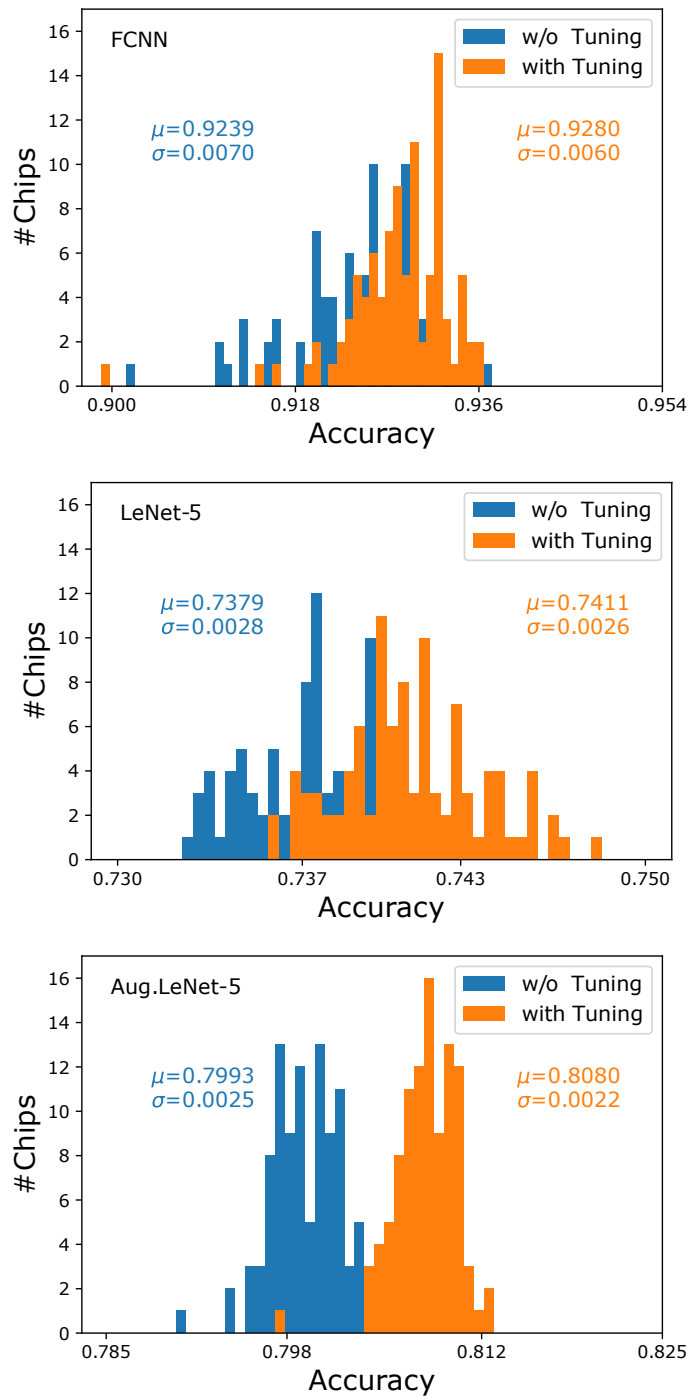 FCNN
w/o Tuning
with Tuning
μ=0.9239
σ=0.0070
μ=0.9280
σ=0.0060
#Chips
16
14
12
10
8
6
4
2
0
0.900 0.918 0.936 0.954
Accuracy
LeNet-5
w/o Tuning
with Tuning
μ=0.7379
σ=0.0028
μ=0.7411
σ=0.0026
#Chips
16
14
12
10
8
6
4
2
0
0.730 0.737 0.743 0.750
Accuracy
Aug.LeNet-5
w/o Tuning
with Tuning
μ=0.7993
σ=0.0025
μ=0.8080
σ=0.0022
#Chips
16
14
12
10
8
6
4
2
0
0.785 0.798 0.812 0.825
Accuracy